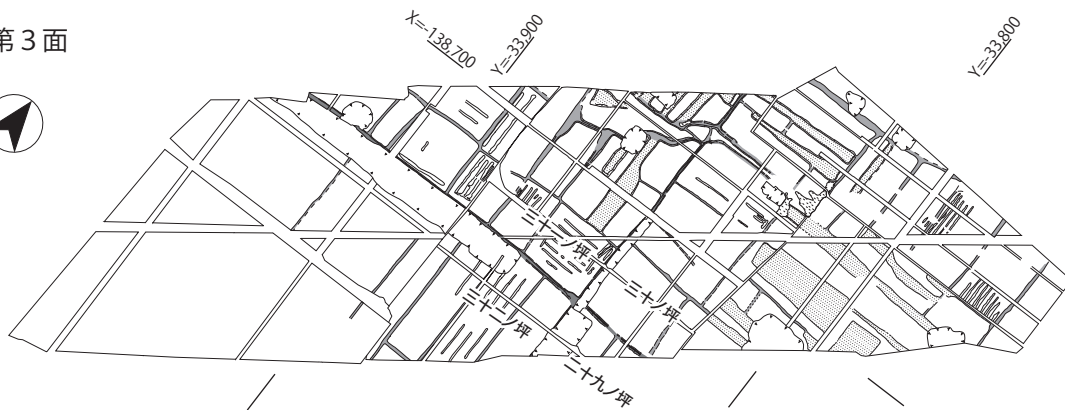 第３面
X=-138,700
Y=-33,900
Y=-33,800
三十一ノ坪
三十ノ坪
三十二ノ坪
二十九ノ坪